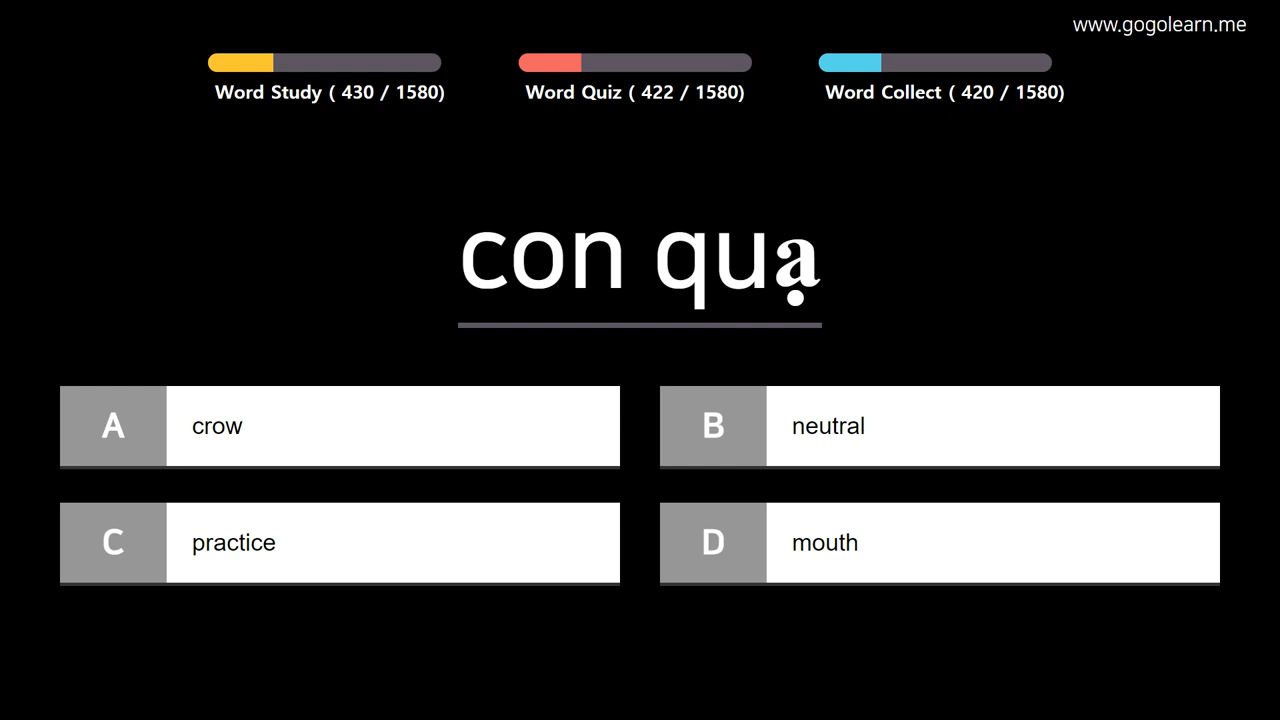 www.gogolearn.me
Word Study ( 430 / 1580)
Word Quiz ( 422 / 1580)
Word Collect ( 420 / 1580)
con quạ
A crow
B neutral
C practice
D mouth